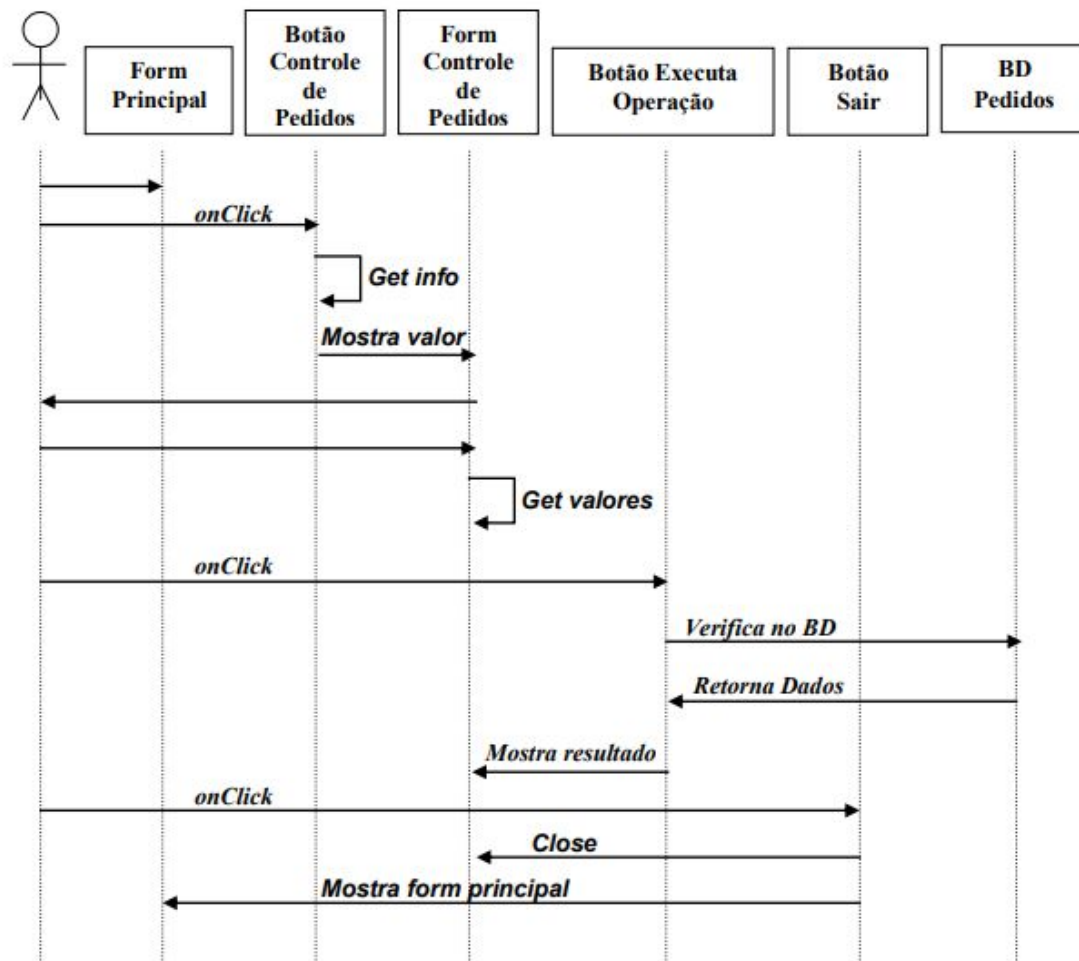 Form
Principal
Botão
Controle
de
Pedidos
Form
Controle
de
Pedidos
Botão Executa
Operação
Botão
Sair
BD
Pedidos
onClick
Get info
Mostra valor
Get valores
onClick
Verifica no BD
Retorna Dados
Mostra resultado
onClick
Close
Mostra form principal